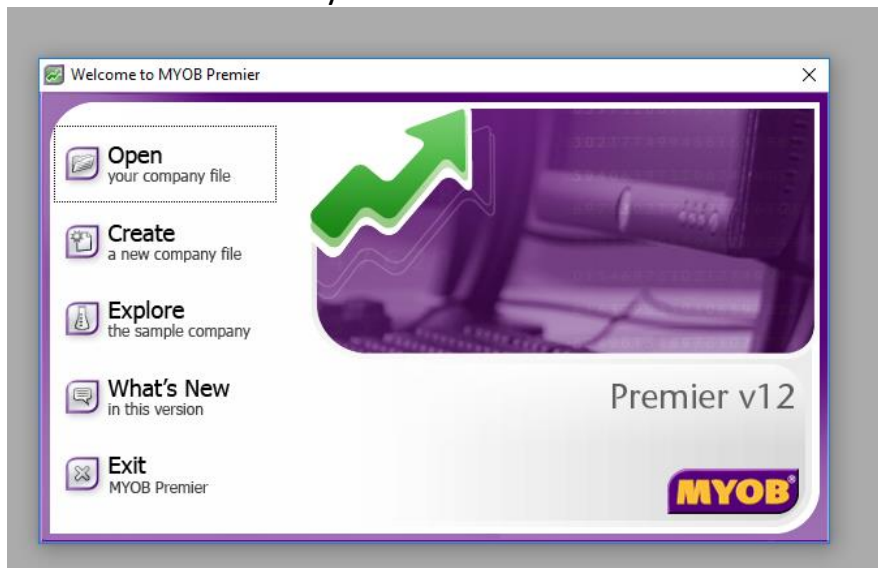 Welcome to MYOB Premier
Open
your company file
Create
a new company file
Explore
the sample company
What's New
in this version
Exit
MYOB Premier
Premier v12
MYOB®